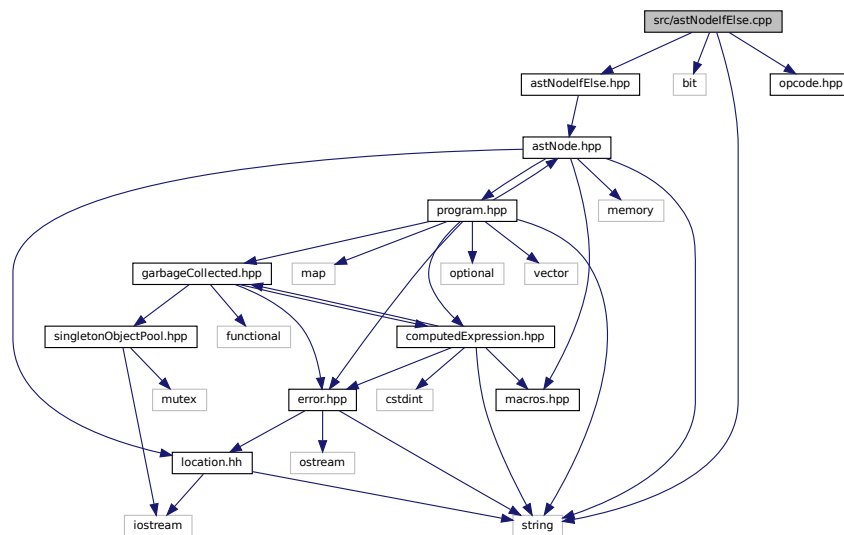 src/astNodeIfElse.cpp
astNodeIfElse.hpp
bit
opcode.hpp
astNode.hpp
program.hpp
memory
garbageCollected.hpp
map
optional
vector
singletonObjectPool.hpp
functional
computedExpression.hpp
mutex
error.hpp
cstdint
macros.hpp
location.hh
ostream
iostream
string